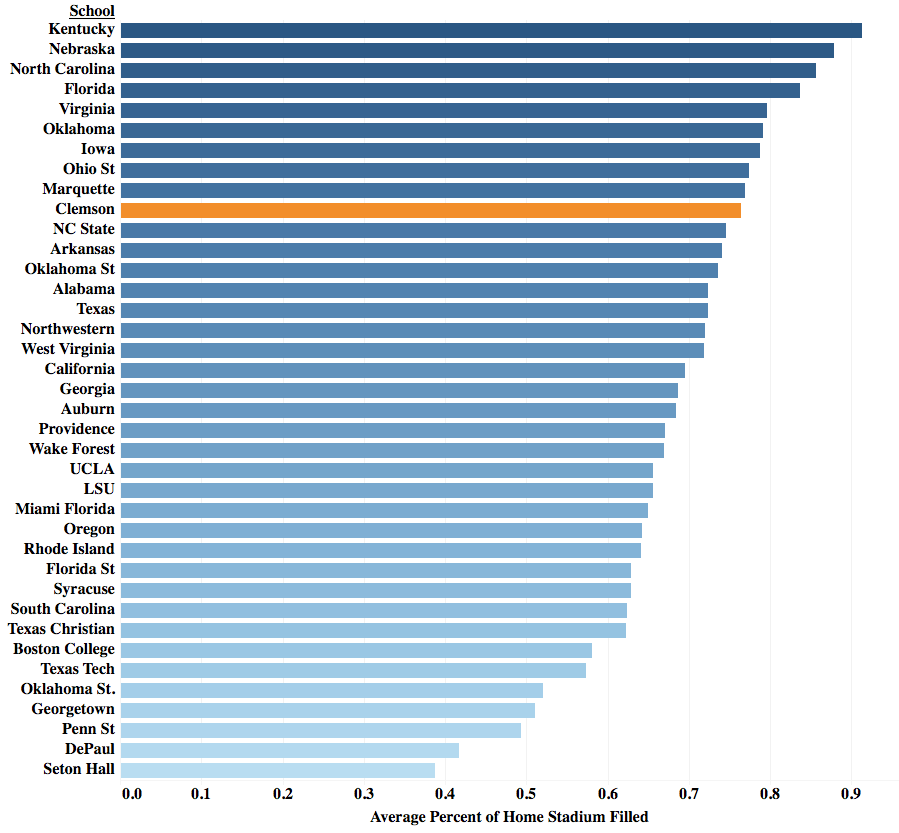 School
Kentucky
Nebraska
North Carolina
Florida
Virginia
Oklahoma
Iowa
Ohio St
Marquette
Clemson
NC State
Arkansas
Oklahoma St
Alabama
Texas
Northwestern
West Virginia
California
Georgia
Auburn
Providence
Wake Forest
UCLA
LSU
Miami Florida
Oregon
Rhode Island
Florida St
Syracuse
South Carolina
Texas Christian
Boston College
Texas Tech
Oklahoma St.
Georgetown
Penn St
DePaul
Seton Hall
0.0 0.1 0.2 0.3 0.4 0.5 0.6 0.7 0.8 0.9
Average Percent of Home Stadium Filled